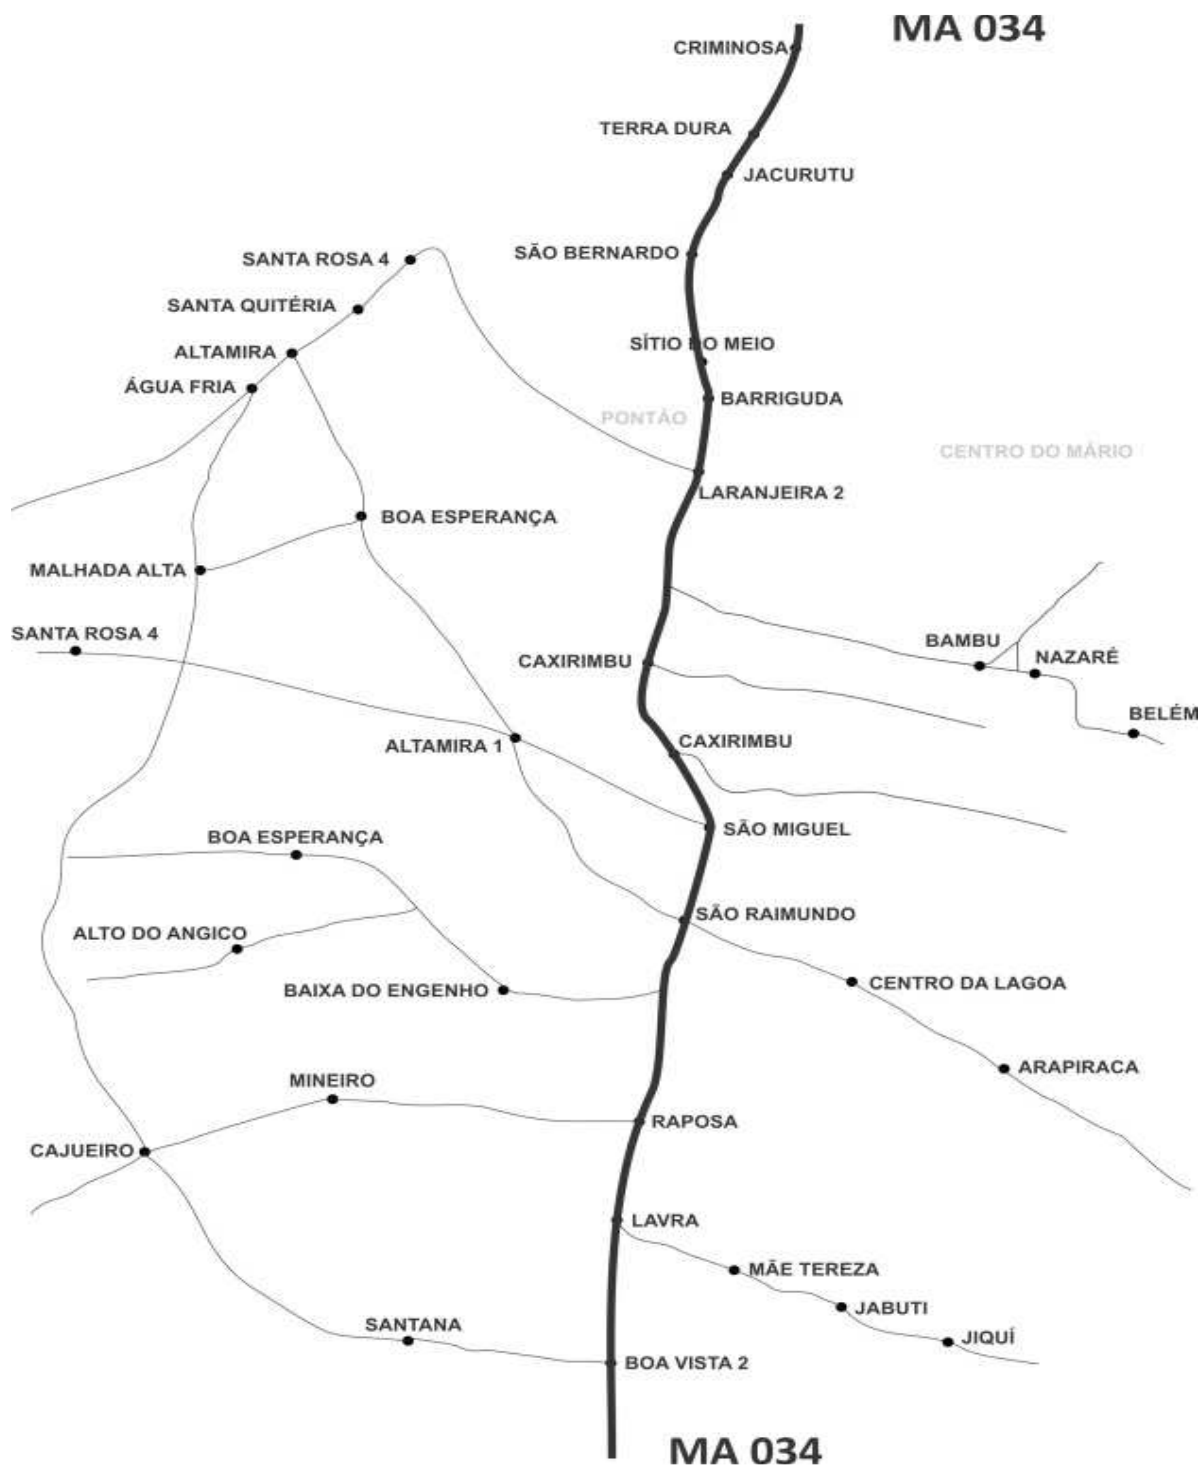 MA 034
CRIMINOSA
TERRA DURA
JACURUTU
SÃO BERNARDO
SANTA ROSA 4
SANTA QUITÉRIA
SÍTIO DO MEIO
ALTAMIRA
ÁGUA FRIA
BARRIGUDA
PONTÃO
CENTRO DO MÁRIO
LARANJEIRA 2
BOA ESPERANÇA
MALHADA ALTA
SANTA ROSA 4
BAMBU
NAZARÉ
CAXIRIMBU
BELÉM
CAXIRIMBU
ALTAMIRA 1
SÃO MIGUEL
BOA ESPERANÇA
SÃO RAIMUNDO
ALTO DO ANGICO
CENTRO DA LAGOA
BAIXA DO ENGENHO
ARAPIRACA
MINEIRO
RAPOSA
CAJUEIRO
LAVRA
MÃE TEREZA
JABUTI
SANTANA
JIQUÍ
BOA VISTA 2
MA 034